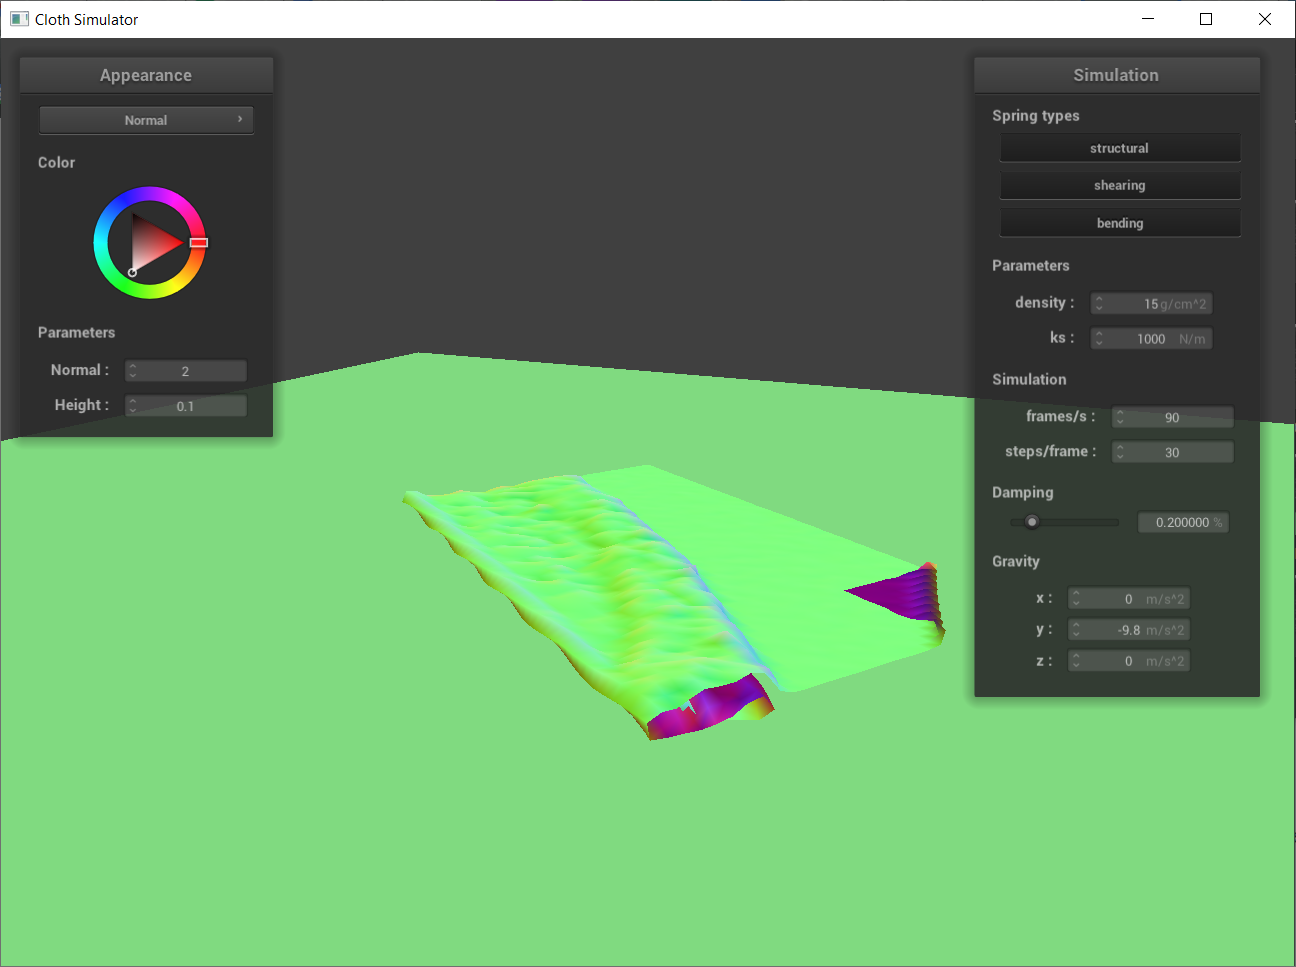 Cloth Simulator
Appearance
Normal
Color
Parameters
Normal :
2
Height :
0.1
Simulation
Spring types
structural
shearing
bending
Parameters
density :
15 g/cm^2
ks :
1000 N/m
Simulation
frames/s :
90
steps/frame :
30
Damping
0.200000 %
Gravity
x :
0 m/s^2
y :
-9.8 m/s^2
z :
0 m/s^2